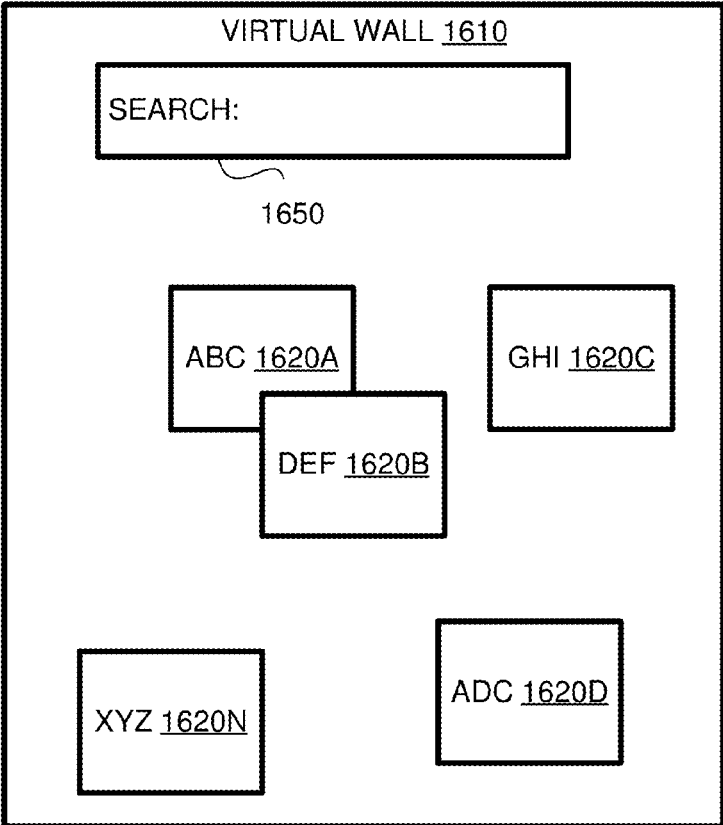 VIRTUAL WALL 1610
SEARCH:
1650
ABC 1620A
GHI 1620C
DEF 1620B
ADC 1620D
XYZ 1620N